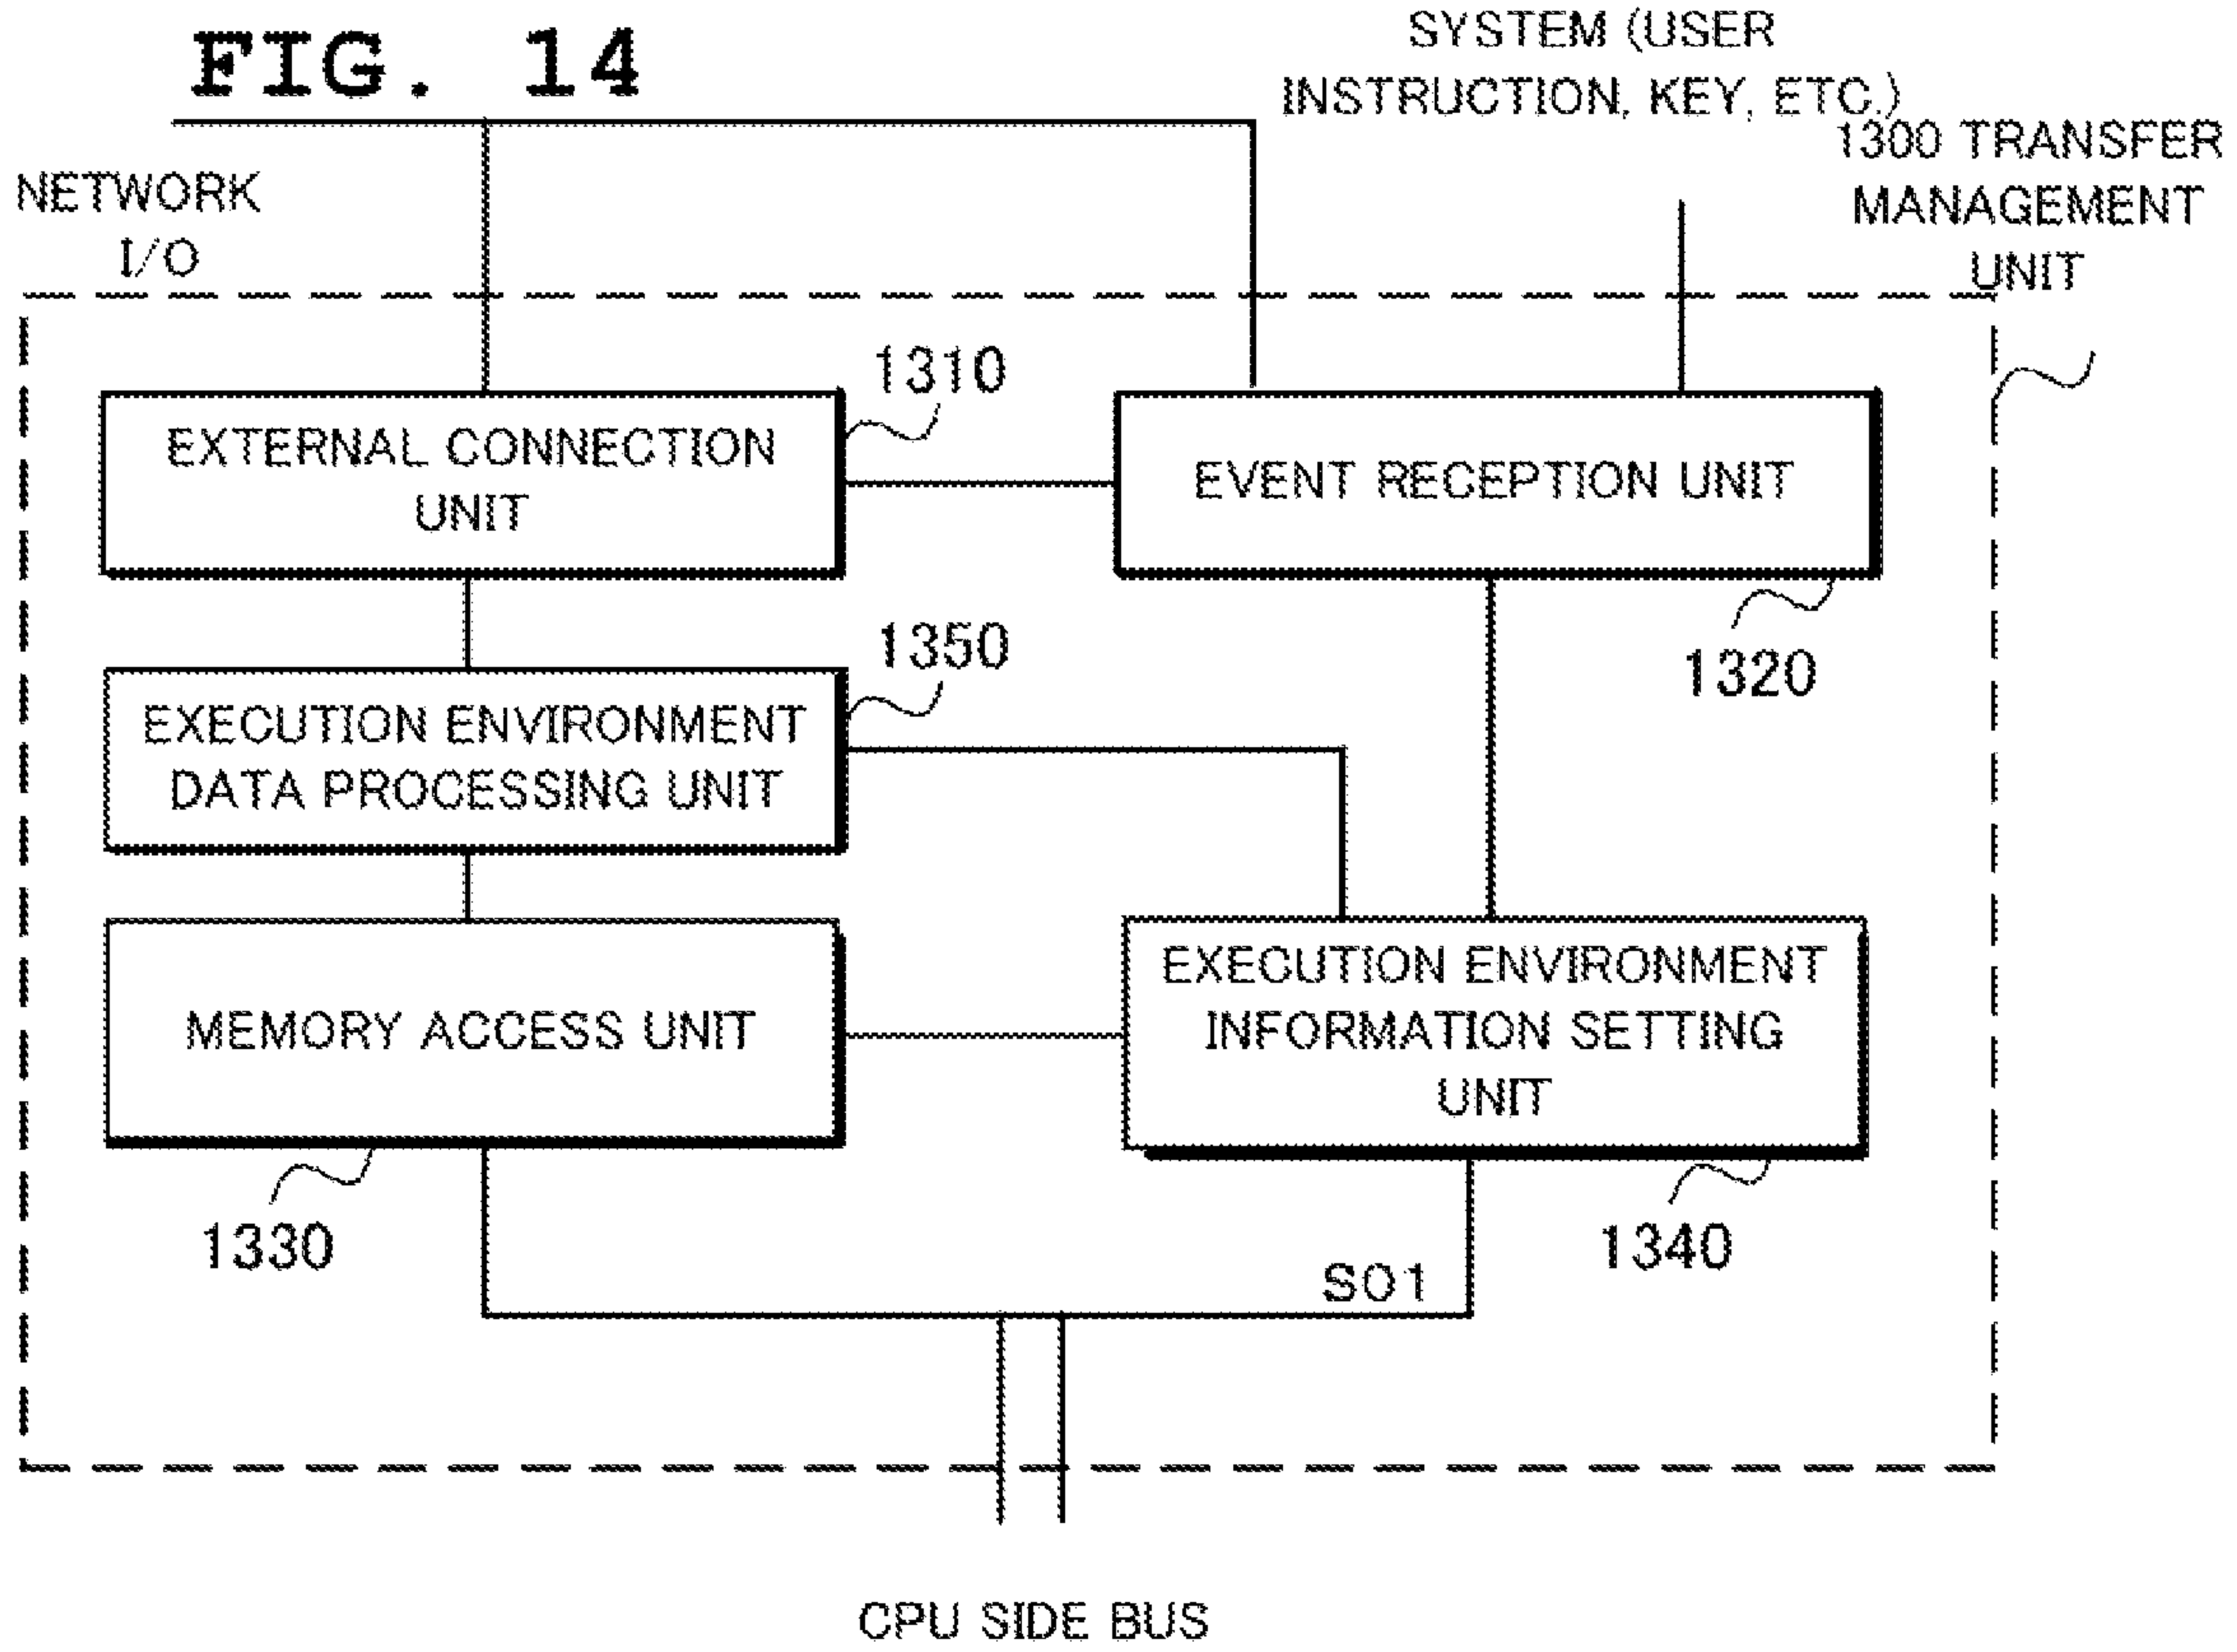 FIG. 14
SYSTEM (USER
INSTRUCTION, KEY, ETC.)
1300 TRANSFER
MANAGEMENT
UNIT
NETWORK
I/O
1310
EXTERNAL CONNECTION
UNIT
EVENT RECEPTION UNIT
1320
1350
EXECUTION ENVIRONMENT
DATA PROCESSING UNIT
MEMORY ACCESS UNIT
EXECUTION ENVIRONMENT
INFORMATION SETTING
UNIT
1330
1340
S01
CPU SIDE BUS